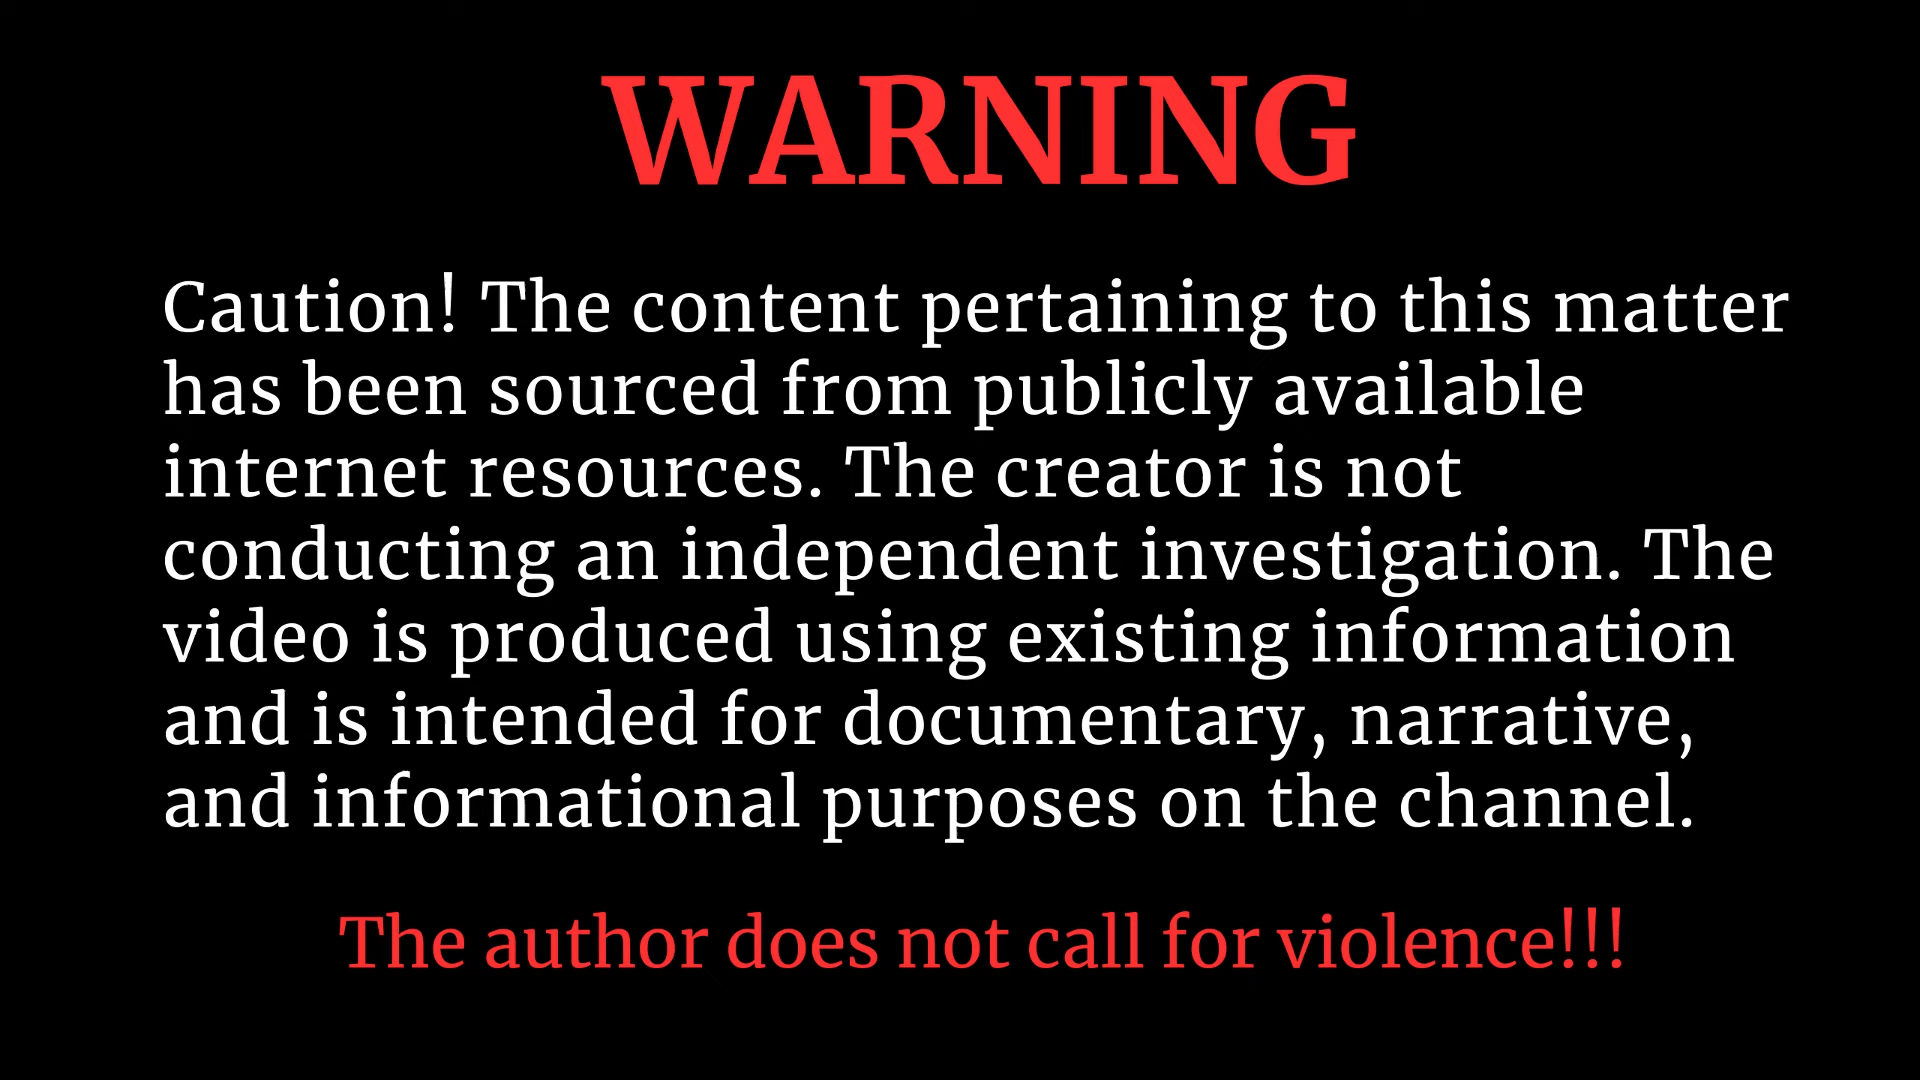 WARNING
Caution! The content pertaining to this matter
has been sourced from publicly available
internet resources. The creator is not
conducting an independent investigation. The
video is produced using existing information
and is intended for documentary, narrative,
and informational purposes on the channel.
The author does not call for violence!!!